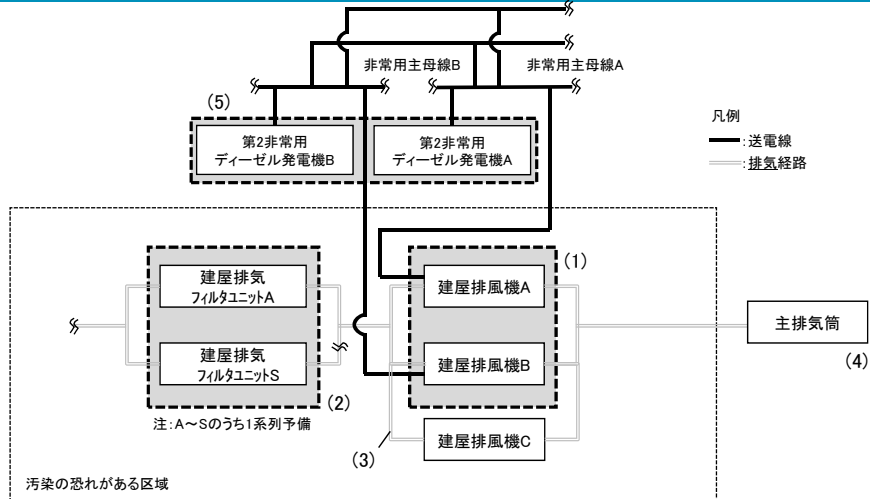 非常用主母線B
非常用主母線A
(5)
第2非常用
ディーゼル発電機B
第2非常用
ディーゼル発電機A
凡例
:送電線
:排気経路
(1)
建屋排気
フィルタユニットA
建屋排風機A
主排気筒
(4)
建屋排気
フィルタユニットS
建屋排風機B
(2)
注:A～Sのうち1系列予備
(3)
建屋排風機C
汚染の恐れがある区域